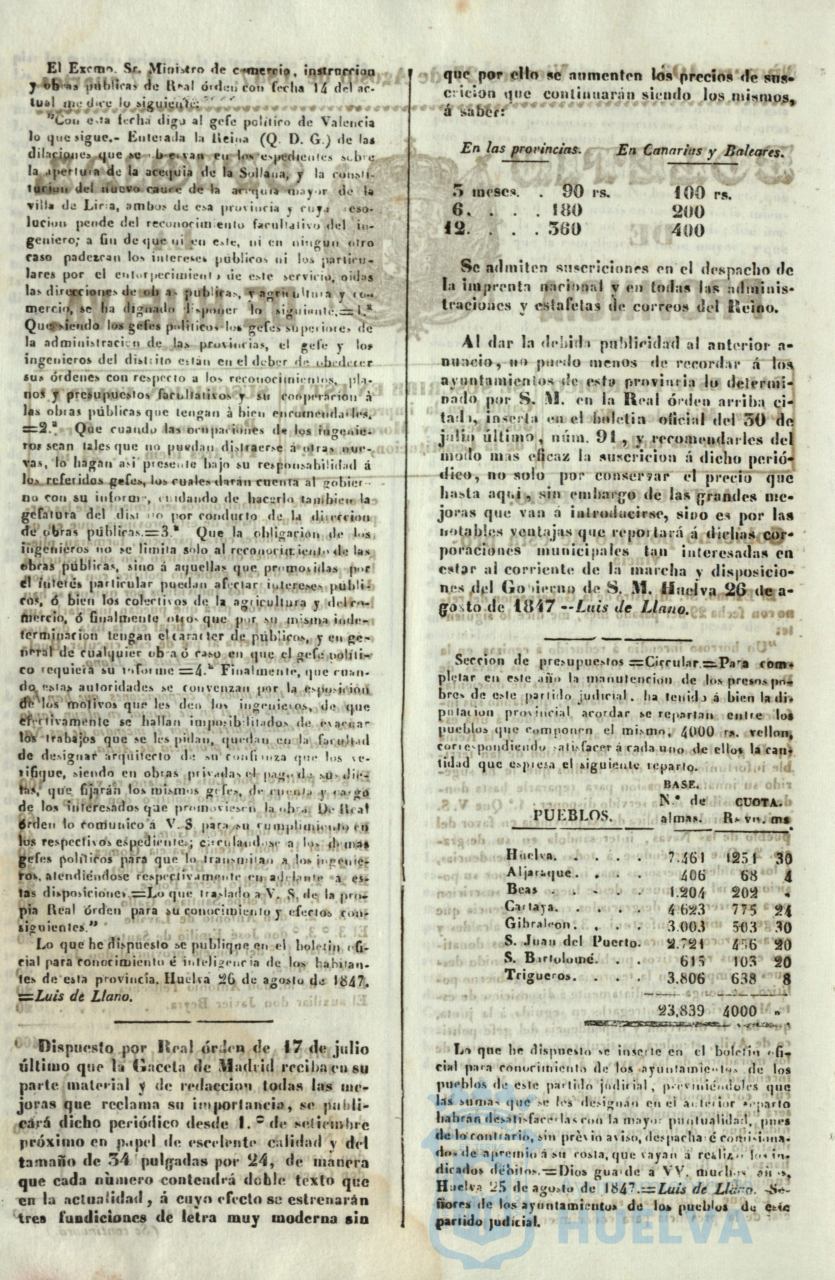 El Excmo. Sr. Ministro de comercio, instruccion
y obras públicas de Real órden con fecha 14 del ac-
tual me dice lo siguiente:
"Con esta fecha digo al gefe político de Valencia
lo que sigue.- Enterada la Reina (Q. D. G.) de las
dilaciones que se observan en los espedientes sobre
la apertura de la acequia de la Sollana, y la consti-
tucion del nuevo cauce de la acequia mayor de la
villa de Liria, ambos de esa provincia y cuya reso-
lucion pende del reconocimiento facultativo del in-
geniero; a fin de que ni en este, ni en ningun otro
caso padezcan los intereses públicos ni los particu-
lares por el entorpecimiento de este servicio, oidas
las direcciones de obras públicas, y agricultura y co-
mercio, se ha dignado disponer lo siguiente.=1.ª
Que siendo los gefes políticos los gefes superiores de
la administracion de las provincias, el gefe y los
ingenieros del distrito están en el deber de obedecer
sus órdenes con respecto a los reconocimientos, pla-
nos y presupuestos facultativos y su cooperacion á
las obras públicas que tengan á bien encomendarles.
=2.ª Que cuando las ocupaciones de los ingenie-
ros sean tales que no puedan distraerse á otras nue-
vas, lo hagan asi presente bajo su responsabilidad á
los referidos gefes, los cuales darán cuenta al gobier-
no con su informe, cuidando de hacerlo tambien la
gefatura del distrito por conducto de la direccion
de obras públicas.=3.ª Que la obligacion de los
ingenieros no se limita solo al reconocimiento de las
obras públicas, sino á aquellas que promovidas por
el interés particular puedan afectar intereses públi-
cos, ó bien los colectivos de la agricultura y del co-
mercio, ó finalmente otros que por su misma inde-
terminacion tengan el caracter de públicos, y en ge-
neral de cualquier obra ó caso en que el gefe políti-
co requiera su informe =4.ª Finalmente, que cuan-
do estas autoridades se convenzan por la esposicion
de los motivos que les den los ingenieros, de que
efectivamente se hallan imposibilitados de evacuar
los trabajos que se les pidan, quedan en la facultad
de designar arquitecto de su confianza que los ve-
rifique, siendo en obras privadas el pago de sus die-
tas, que fijarán los mismos gefes, de cuenta y cargo
de los interesados que promoviesen la obra. De Real
órden lo comunico á V. S para su cumplimiento en
los respectivos espedientes; circulandose a los demas
gefes políticos para que lo transmitan a los ingenie-
ros, atendiéndose respectivamente en adelante a es-
tas disposiciones.=Lo que traslado a V. S, de la pro-
pia Real órden para su conocimiento y efectos con-
siguientes."
Lo que he dispuesto se publique en el boletin ofi-
cial para conocimiento é inteligencia de los habitan-
tes de esta provincia. Huelva 26 de agosto de 1847.
=Luis de Llano.
Dispuesto por Real órden de 17 de julio
último que la Gaceta de Madrid reciba en su
parte material y de redaccion todas las me-
joras que reclama su importancia, se publi-
cará dicho periódico desde 1.º de setiembre
próximo en papel de escelente calidad y del
tamaño de 34 pulgadas por 24, de manera
que cada número contendrá doble texto que
en la actualidad, á cuyo efecto se estrenarán
tres fundiciones de letra muy moderna sin
que por ello se aumenten los precios de sus-
cricion que continuarán siendo los mismos,
á saber:
En las provincias. En Canarias y Baleares.
3 meses. . 90 rs. 100 rs.
6. . . . 180 200
12. . . . 360 400
Se admiten suscriciones en el despacho de
la imprenta nacional y en todas las adminis-
traciones y estafetas de correos del Reino.
Al dar la debida publicidad al anterior a-
nuncio, no puedo menos de recordar á los
ayuntamientos de esta provincia lo determi-
nado por S. M. en la Real órden arriba ci-
tada, inserta en el boletin oficial del 30 de
julio último, núm. 91, y recomendarles del
modo mas eficaz la suscricion á dicho perió-
dico, no solo por conservar el precio que
hasta aqui, sin embargo de las grandes me-
joras que van á introducirse, sino es por las
notables ventajas que reportará á dichas cor-
poraciones municipales tan interesadas en
estar al corriente de la marcha y disposicio-
nes del Gobierno de S. M. Huelva 26 de a-
gosto de 1847 --Luis de Llano.
Seccion de presupuestos =Circular.=Para com-
pletar en este año la manutencion de los presos po-
bres de este partido judicial, ha tenido á bien la di-
putacion provincial acordar se repartan entre los
pueblos que componen el mismo, 4000 rs. vellon,
correspondiendo satisfacer á cada uno de ellos la can-
tidad que espresa el siguiente reparto.
BASE.
N.º de CUOTA.
PUEBLOS. almas. Rs vn. ms
Huelva. . . . . 7.461 1251 30
Aljaraque. . . . 406 68 4
Beas . . . . . 1.204 202 „
Cartaya. . . . . 4 623 775 24
Gibraleon. . . . 3.003 503 30
S. Juan del Puerto. 2.721 456 20
S. Bartolomé. . . 615 103 20
Trigueros. . . . 3.806 638 8
23,839 4000 „
Lo que he dispuesto se inserte en el boletin ofi-
cial para conocimiento de los ayuntamientos de los
pueblos de este partido judicial, previniéndoles que
las sumas que se les designan en el anterior reparto
habrán de satisfacerlas con la mayor puntualidad, pues
de lo contrario, sin prévio aviso, despacharé comisiona-
dos de apremio á su costa, que vayan á realizar los in-
dicados débitos.=Dios guarde á VV. muchos años.
Huelva 25 de agosto de 1847.=Luis de Llano. -Se-
ñores de los ayuntamientos de los pueblos de este
partido judicial.
HUELVA